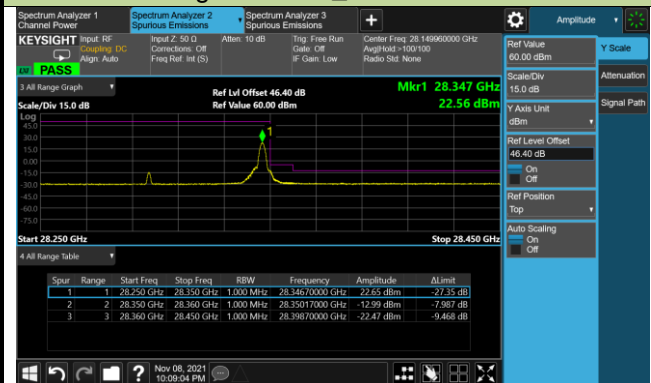 Spectrum Analyzer 1
Channel Power
Spectrum Analyzer 2
Spurious Emissions
Spectrum Analyzer 3
Spurious Emissions
+
Amplitude
KEYSIGHT
Input: RF
Coupling: DC
Align: Auto
Input Z: 50 Ω
Corrections: Off
Freq Ref: Int (S)
Atten: 10 dB
Trig: Free Run
Gate: Off
IF Gain: Low
Center Freq: 28.149960000 GHz
Avg|Hold:>100/100
Radio Std: None
PASS
3 All Range Graph
Ref Lvl Offset 46.40 dB
Mkr1 28.347 GHz
Scale/Div 15.0 dB
Ref Value 60.00 dBm
22.56 dBm
Log
45.0
30.0
15.0
0.00
-15.0
-30.0
-45.0
-60.0
-75.0
1
Start 28.250 GHz
Stop 28.450 GHz
4 All Range Table
Spur Range Start Freq Stop Freq RBW Frequency Amplitude ΔLimit
1 1 28.250 GHz 28.350 GHz 1.000 MHz 28.34670000 GHz 22.65 dBm -27.35 dB
2 2 28.350 GHz 28.360 GHz 1.000 MHz 28.35017000 GHz -12.99 dBm -7.987 dB
3 3 28.360 GHz 28.450 GHz 1.000 MHz 28.39870000 GHz -22.47 dBm -9.468 dB
?
Nov 08, 2021
10:09:04 PM
Ref Value
60.00 dBm
Scale/Div
15.0 dB
Y Axis Unit
dBm
Ref Level Offset
46.40 dB
On
Off
Ref Position
Top
Auto Scaling
On
Off
Y Scale
Attenuation
Signal Path